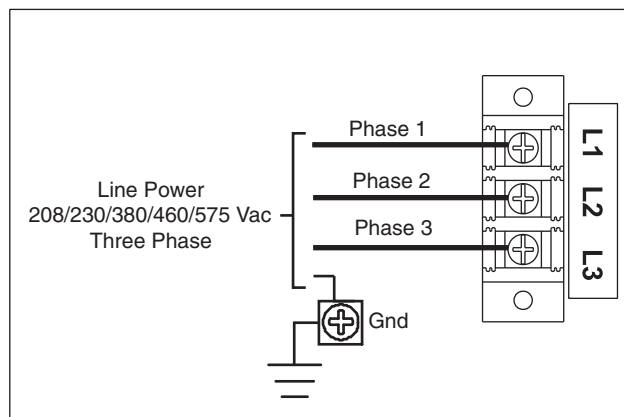 Phase 1
L1
Phase 2
L2
Line Power
208/230/380/460/575 Vac
Three Phase
Phase 3
L3
Gnd